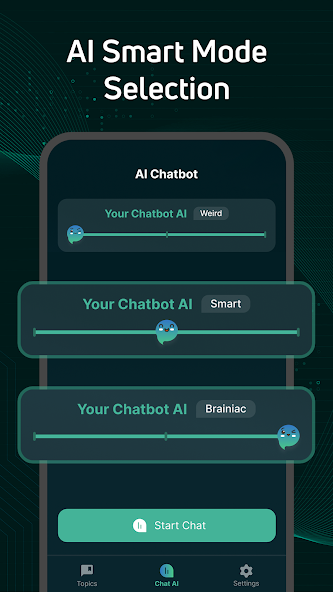 AI Smart Mode
Selection
AI Chatbot
Your Chatbot AI Weird
Your Chatbot AI Smart
Your Chatbot AI Brainiac
Start Chat
Topics Chat AI Settings